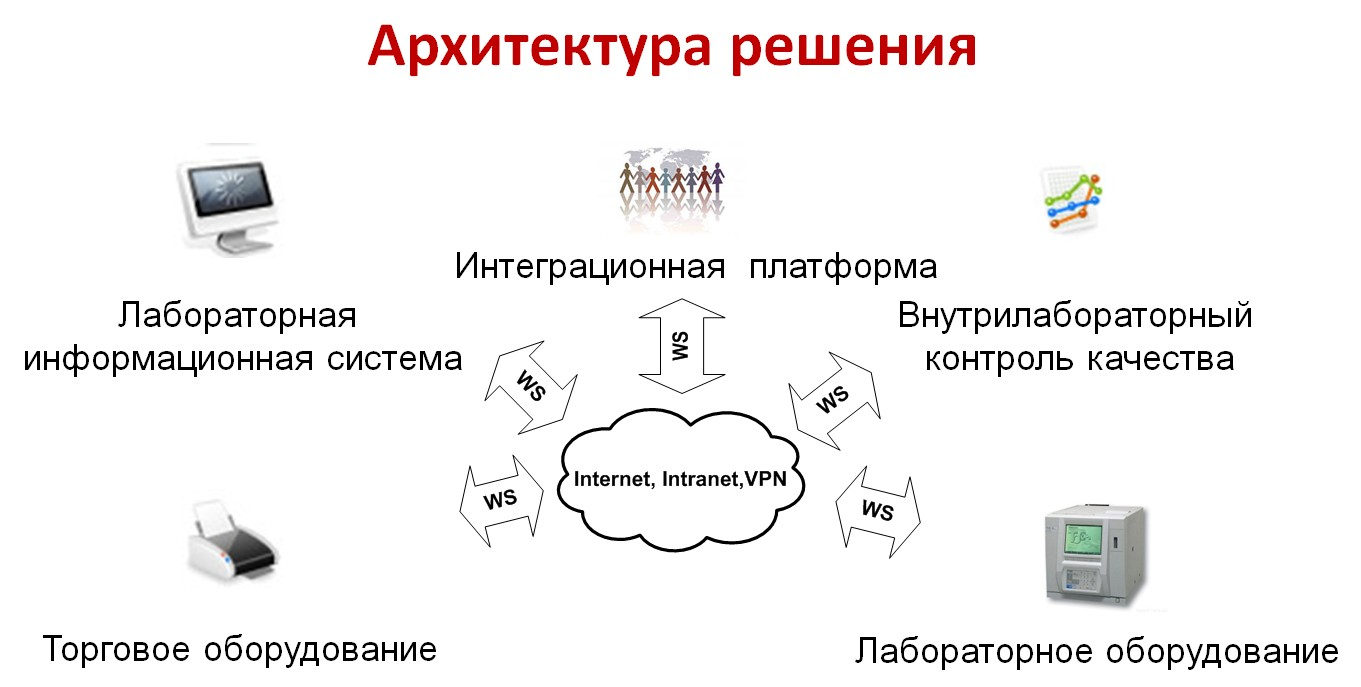 Архитектура решения
Интеграционная платформа
Лабораторная
информационная система
Внутрилабораторный
контроль качества
WS
WS
WS
Internet, Intranet,VPN
WS
WS
Торговое оборудование
Лабораторное оборудование